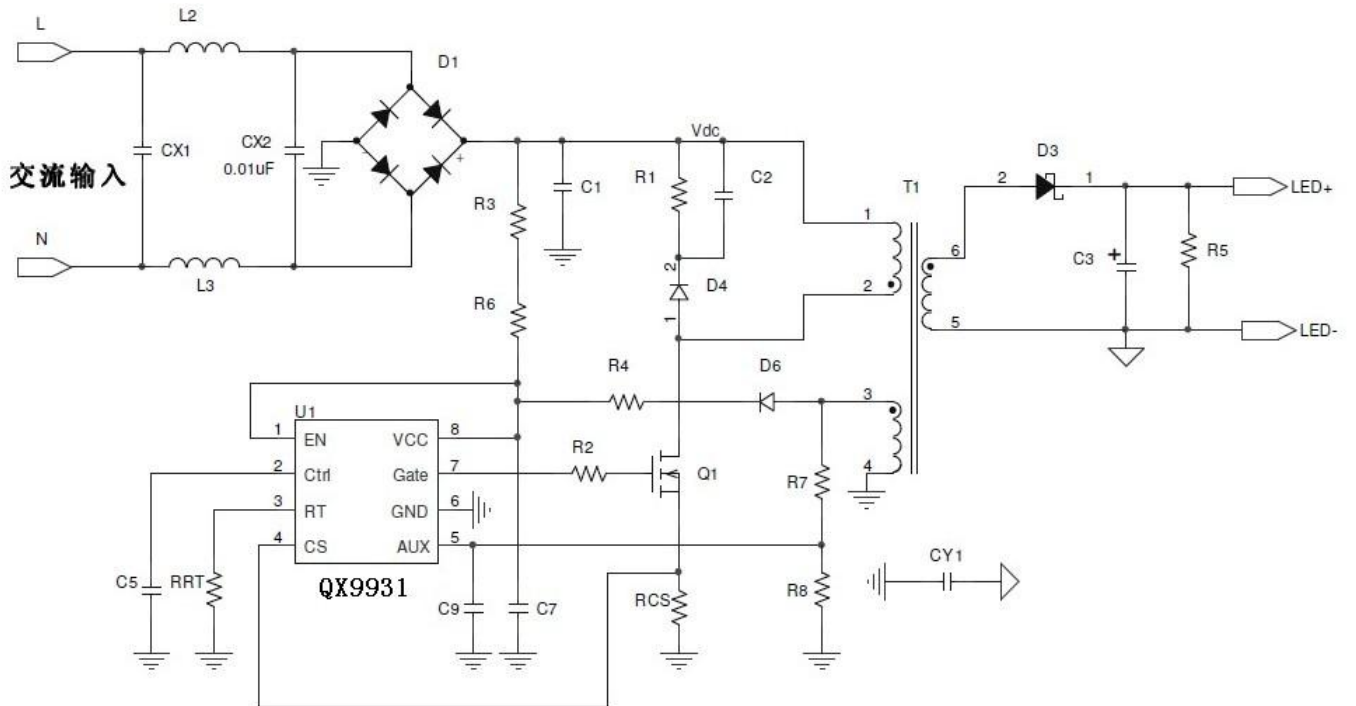 L
L2
D1
CX1
CX2
0.01uF
交流输入
N
L3
-
+
Vdc
R3
C1
R1
C2
2
D4
1
R6
T1
1
2
3
4
6
5
D3
2
1
C3
+
R5
LED+
LED-
R4
D6
U1
1
EN
VCC
8
2
Ctrl
Gate
7
3
RT
GND
6
4
CS
AUX
5
QX9931
R2
Q1
R7
C5
RRT
C9
C7
RCS
R8
CY1